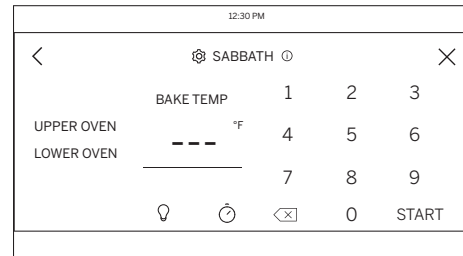 12:30 PM
SABBATH
BAKE TEMP
1 2 3
UPPER OVEN
LOWER OVEN
--- °F
4 5 6
7 8 9
0 START